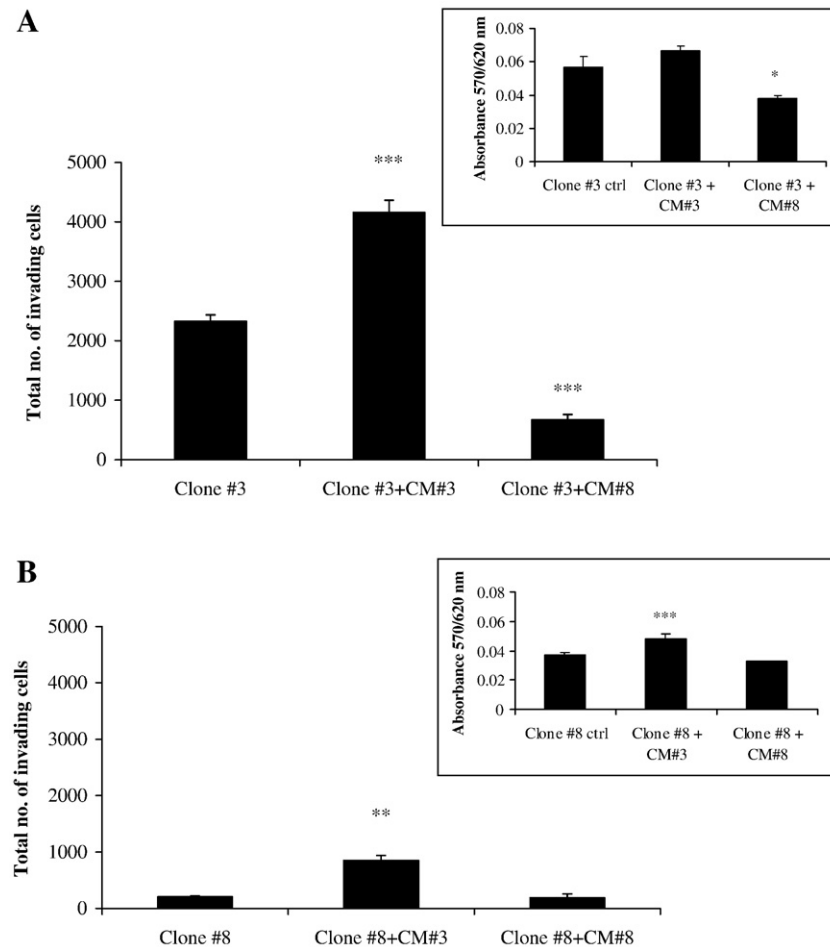 A
Absorbance 570/620 nm
0.08
0.06
0.04
0.02
0
*
Clone #3 ctrl
Clone #3 +
CM#3
Clone #3 +
CM#8
Total no. of invading cells
5000
4000
3000
2000
1000
0
***
***
Clone #3
Clone #3+CM#3
Clone #3+CM#8
B
Absorbance 570/620 nm
0.08
0.06
0.04
0.02
0
***
Clone #8 ctrl
Clone #8 +
CM#3
Clone #8 +
CM#8
Total no. of invading cells
5000
4000
3000
2000
1000
0
**
Clone #8
Clone #8+CM#3
Clone #8+CM#8